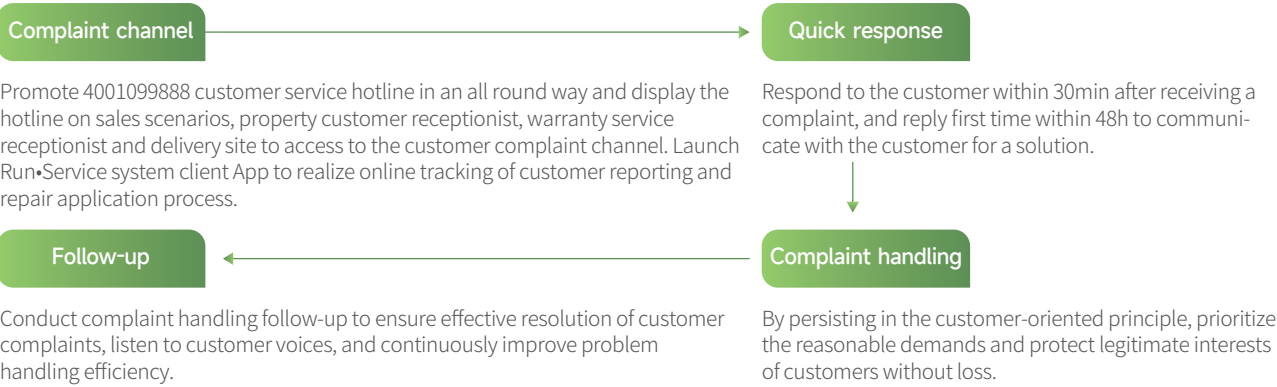 Complaint channel
Promote 4001099888 customer service hotline in an all round way and display the
hotline on sales scenarios, property customer receptionist, warranty service
receptionist and delivery site to access to the customer complaint channel. Launch
Run•Service system client App to realize online tracking of customer reporting and
repair application process.
Quick response
Respond to the customer within 30min after receiving a
complaint, and reply first time within 48h to communi-
cate with the customer for a solution.
Complaint handling
By persisting in the customer-oriented principle, prioritize
the reasonable demands and protect legitimate interests
of customers without loss.
Follow-up
Conduct complaint handling follow-up to ensure effective resolution of customer
complaints, listen to customer voices, and continuously improve problem
handling efficiency.